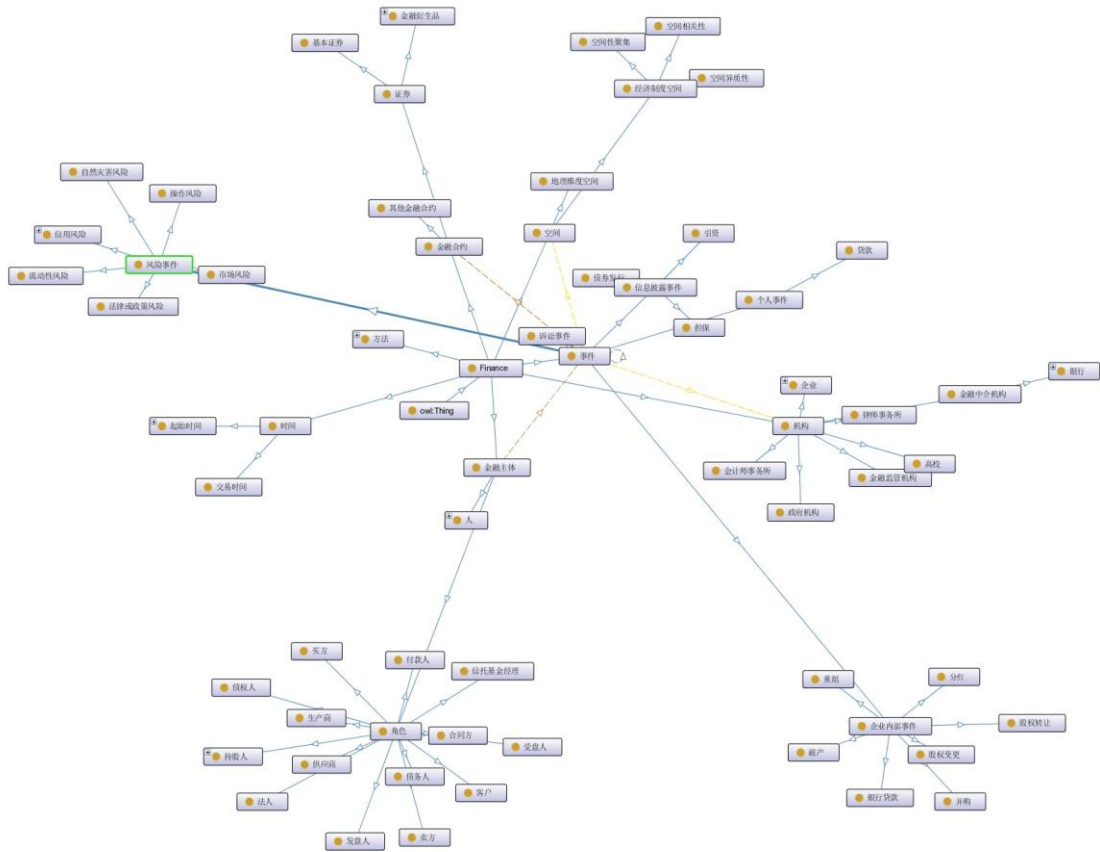 金融衍生品
基本证券
证券
空间相关性
空间性聚集
空间异质性
经济制度空间
自然灾害风险
操作风险
信用风险
风险事件
流动性风险
市场风险
法律或政策风险
其他金融合约
金融合约
地理维度空间
空间
引资
贷款
债券发行
信息披露事件
个人事件
担保
诉讼事件
事件
方法
Finance
owl:Thing
起始时间
时间
交易时间
金融主体
人
企业
银行
金融中介机构
律师事务所
机构
高校
会计师事务所
金融监管机构
政府机构
买方
付款人
信托基金经理
债权人
生产商
角色
合同方
受盘人
持股人
供应商
债务人
客户
法人
发盘人
卖方
重组
分红
企业内部事件
股权转让
破产
股权变更
银行贷款
并购